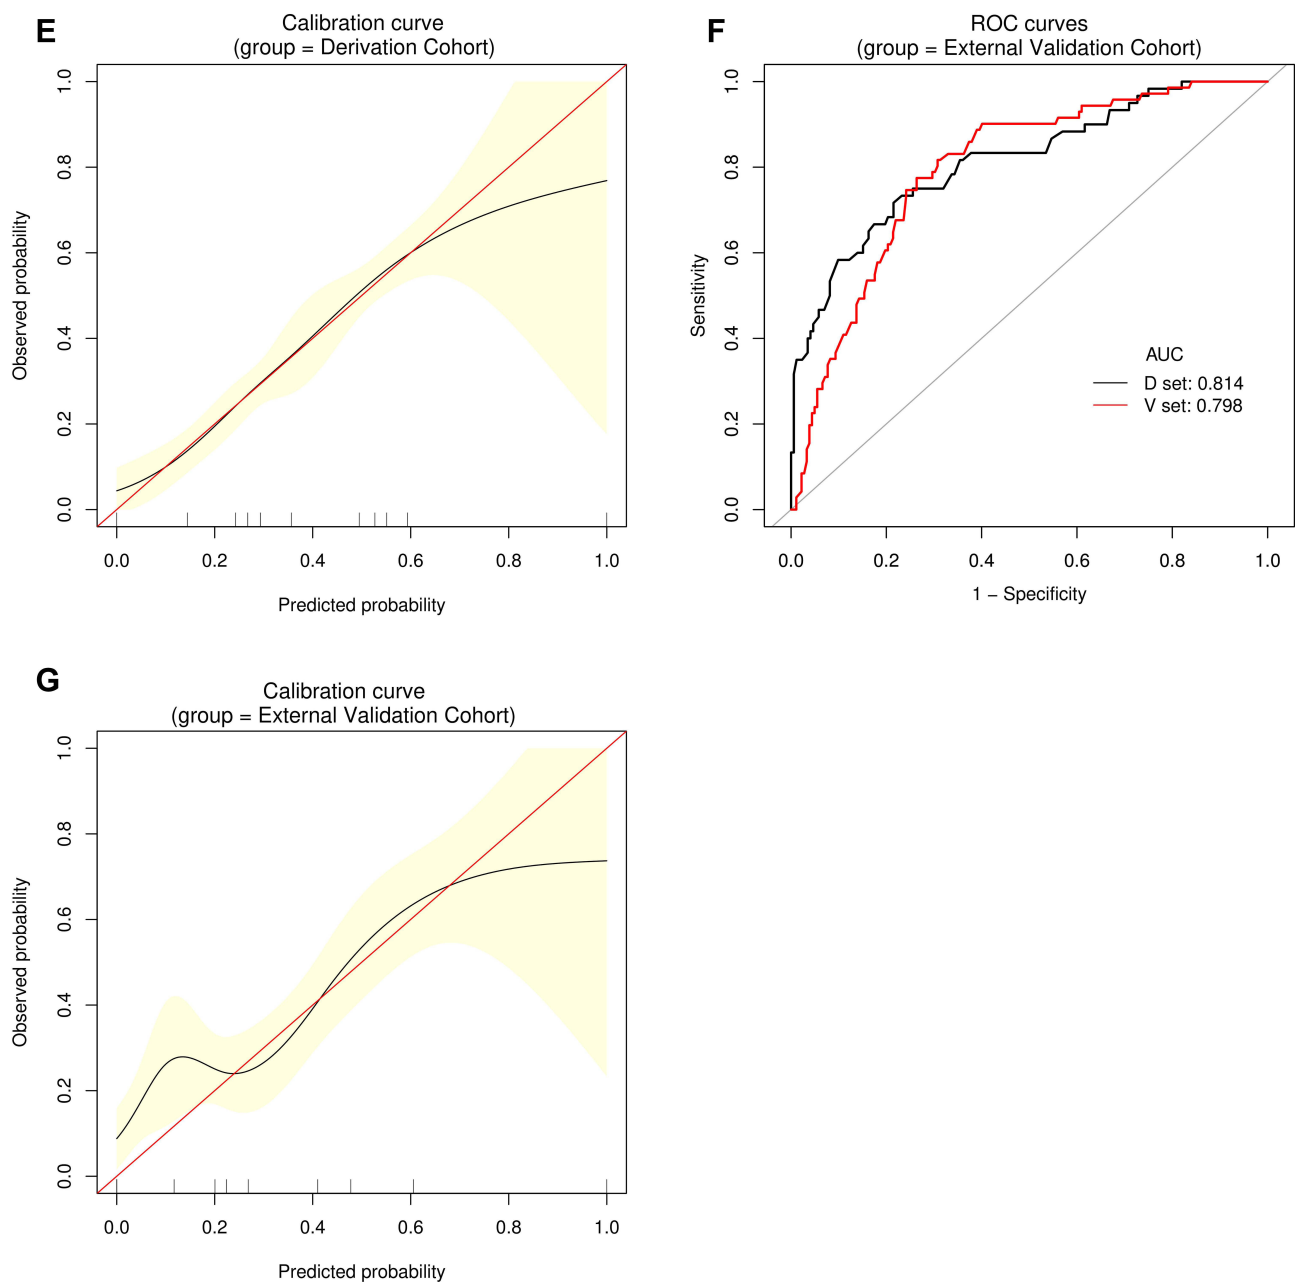 E
Calibration curve
(group = Derivation Cohort)
Observed probability
1.0
0.8
0.6
0.4
0.2
0.0
0.0 0.2 0.4 0.6 0.8 1.0
Predicted probability
F
ROC curves
(group = External Validation Cohort)
Sensitivity
1.0
0.8
0.6
0.4
0.2
0.0
AUC
D set: 0.814
V set: 0.798
0.0 0.2 0.4 0.6 0.8 1.0
1 − Specificity
G
Calibration curve
(group = External Validation Cohort)
Observed probability
1.0
0.8
0.6
0.4
0.2
0.0
0.0 0.2 0.4 0.6 0.8 1.0
Predicted probability